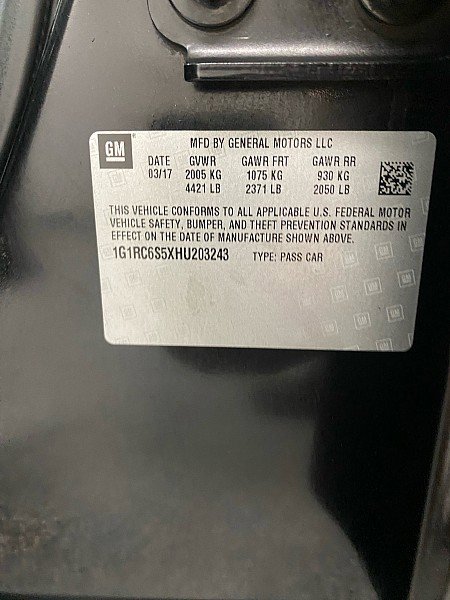 GM
MFD BY GENERAL MOTORS LLC
DATE GVWR GAWR FRT GAWR RR
03/17 2005 KG 1075 KG 930 KG
4421 LB 2371 LB 2050 LB
THIS VEHICLE CONFORMS TO ALL APPLICABLE U.S. FEDERAL MOTOR
VEHICLE SAFETY, BUMPER, AND THEFT PREVENTION STANDARDS IN
EFFECT ON THE DATE OF MANUFACTURE SHOWN ABOVE.
1G1RC6S5XHU203243 TYPE: PASS CAR